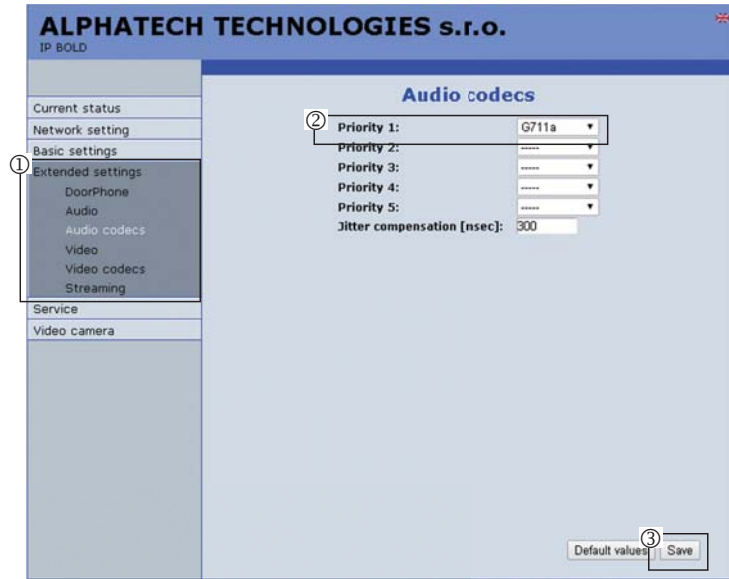 ALPHATECH TECHNOLOGIES s.r.o.
IP BOLD
Current status
Network setting
Basic settings
①
Extended settings
DoorPhone
Audio
Audio codecs
Video
Video codecs
Streaming
Service
Video camera
Audio codecs
②
Priority 1: G711a
Priority 2: -----
Priority 3: -----
Priority 4: -----
Priority 5: -----
Jitter compensation [nsec]: 300
Default values
③
Save